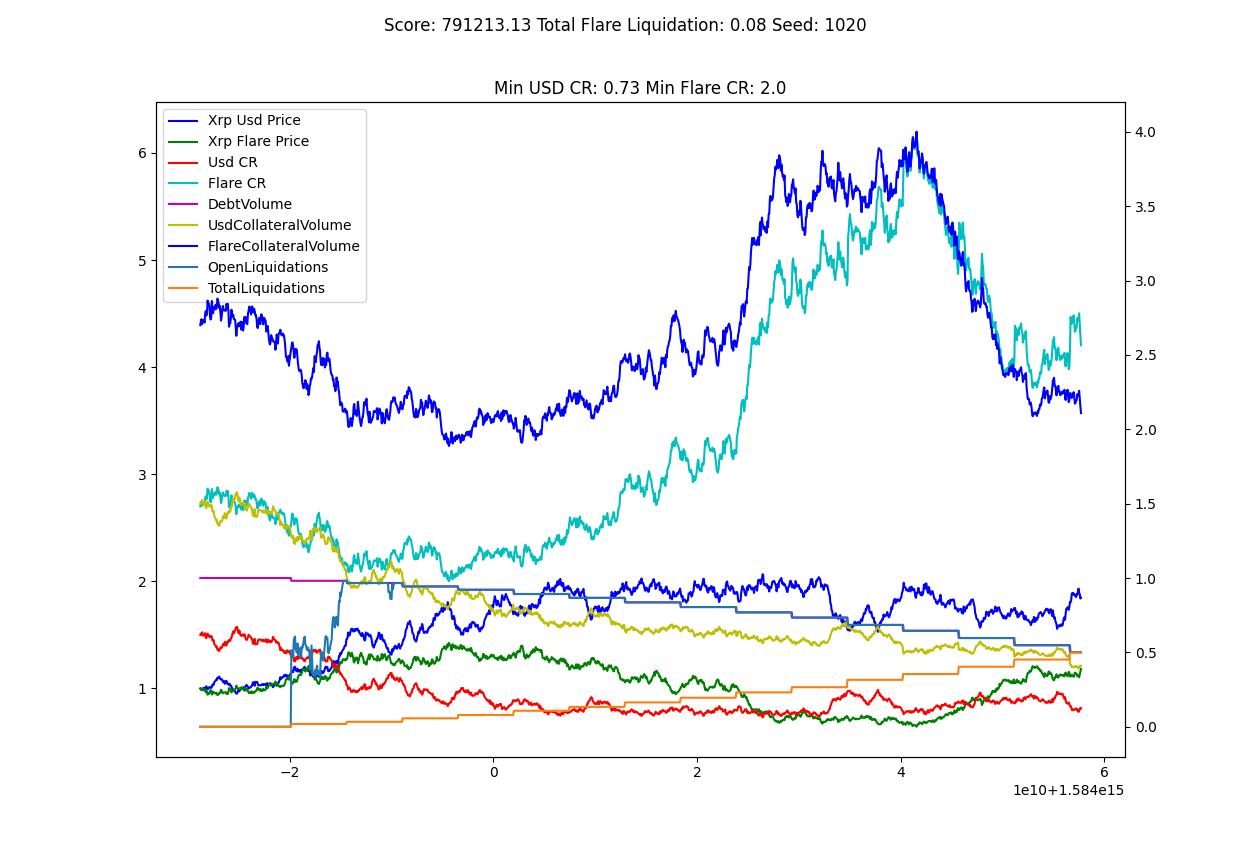 Score: 791213.13 Total Flare Liquidation: 0.08 Seed: 1020
Min USD CR: 0.73 Min Flare CR: 2.0
Xrp Usd Price
Xrp Flare Price
Usd CR
Flare CR
DebtVolume
UsdCollateralVolume
FlareCollateralVolume
OpenLiquidations
TotalLiquidations
6
5
4
3
2
1
4.0
3.5
3.0
2.5
2.0
1.5
1.0
0.5
0.0
−2
0
2
4
6
1e10+1.584e15